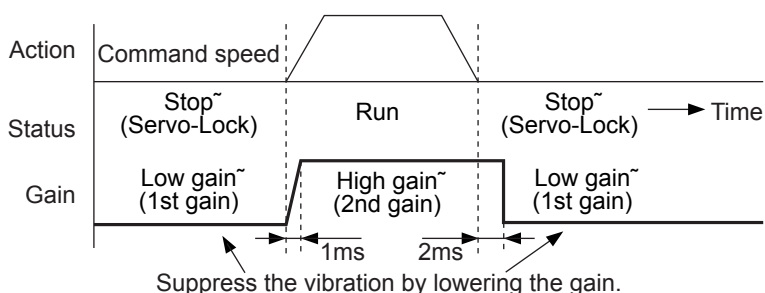 Action Command speed
Stop~ Run Stop~ Time
Status (Servo-Lock) (Servo-Lock)
Gain Low gain~ High gain~ Low gain~
(1st gain) (2nd gain) (1st gain)
1ms 2ms
Suppress the vibration by lowering the gain.